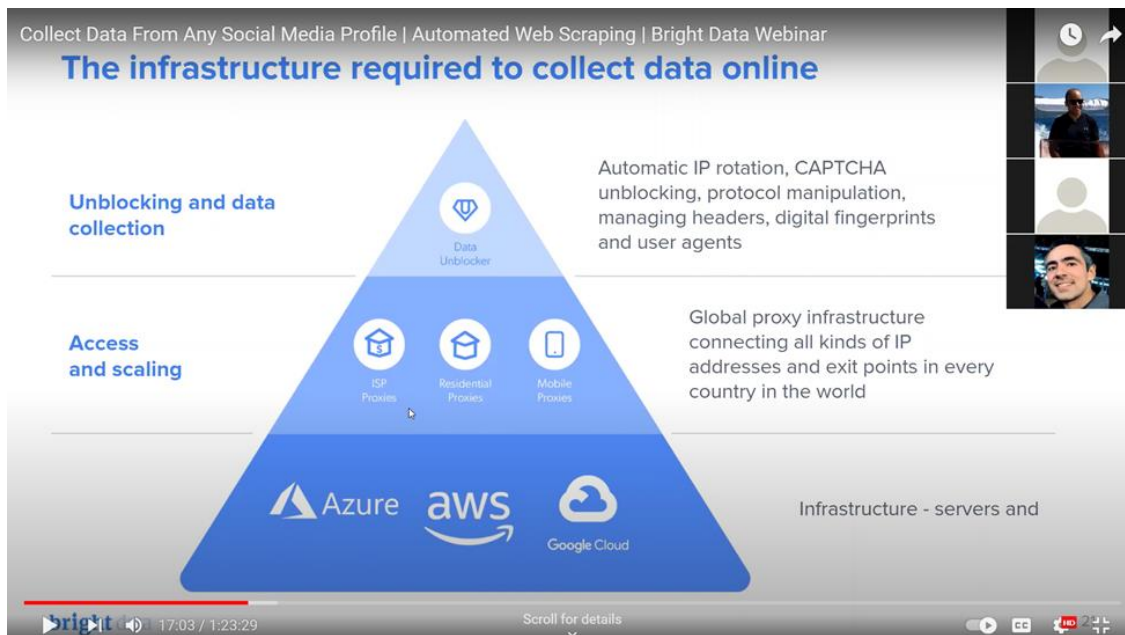 Collect Data From Any Social Media Profile | Automated Web Scraping | Bright Data Webinar
The infrastructure required to collect data online
Unblocking and data
collection
Data
Unblocker
Automatic IP rotation, CAPTCHA
unblocking, protocol manipulation,
managing headers, digital fingerprints
and user agents
Access
and scaling
ISP
Proxies
Residential
Proxies
Mobile
Proxies
Global proxy infrastructure
connecting all kinds of IP
addresses and exit points in every
country in the world
Azure
aws
Google Cloud
Infrastructure - servers and
bright
17:03 / 1:23:29
Scroll for details
CC
HD